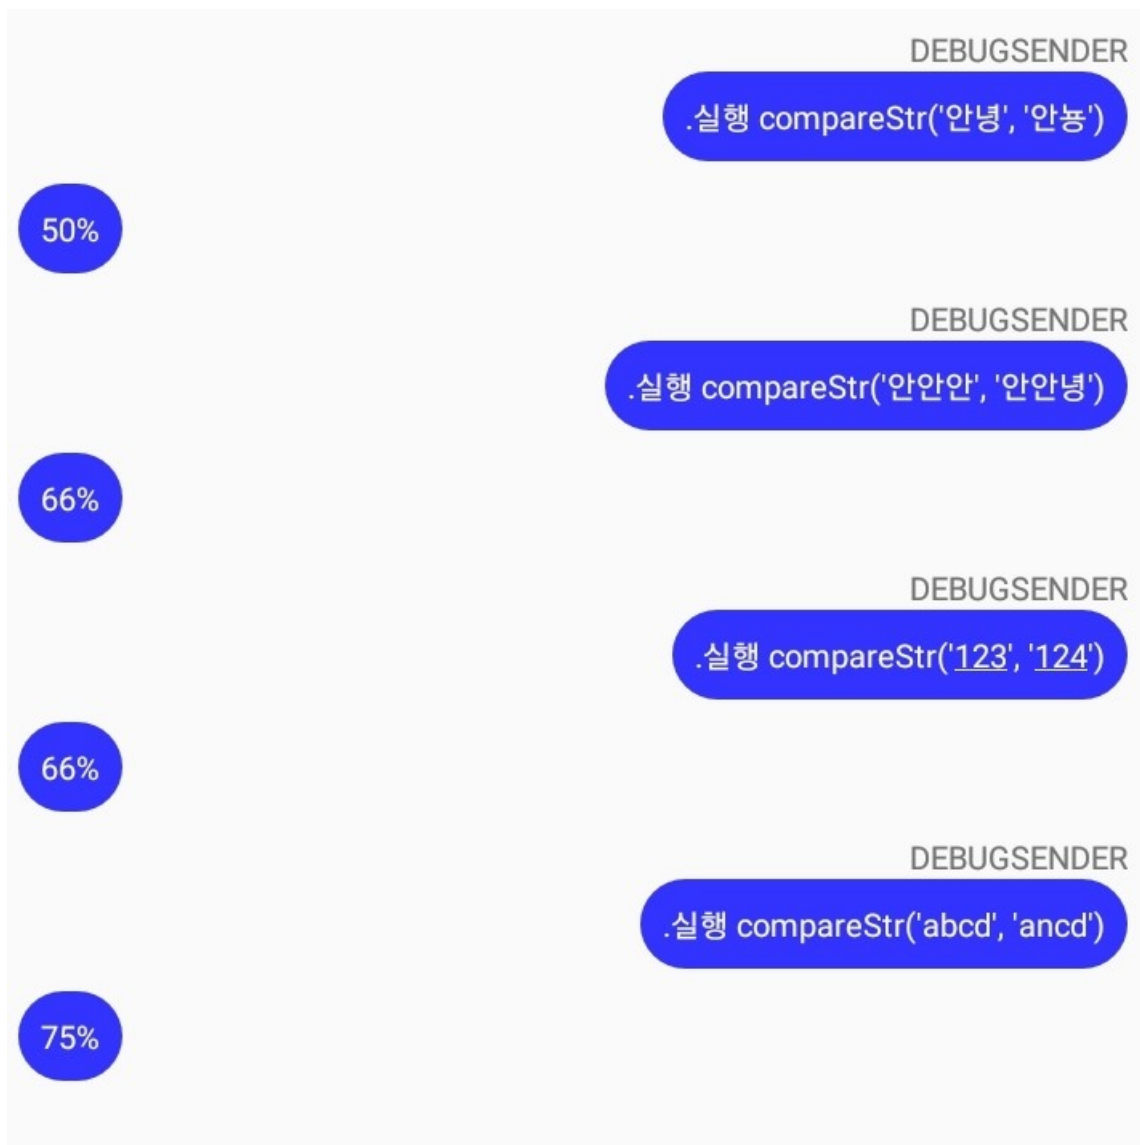 DEBUGSENDER
.실행 compareStr('안녕', '안뇽')
50%
DEBUGSENDER
.실행 compareStr('안안안', '안안녕')
66%
DEBUGSENDER
.실행 compareStr('123', '124')
66%
DEBUGSENDER
.실행 compareStr('abcd', 'ancd')
75%